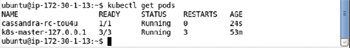 ubuntu@ip-172-30-1-13:~$ kubectl get pods
NAME READY STATUS RESTARTS AGE
cassandra-rc-tou4u 1/1 Running 0 24s
k8s-master-127.0.0.1 3/3 Running 3 53m
ubuntu@ip-172-30-1-13:~$